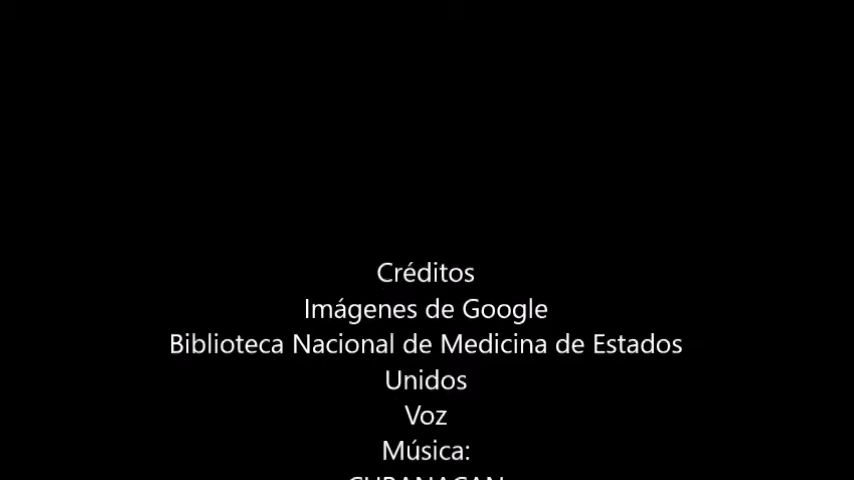 Créditos
Imágenes de Google
Biblioteca Nacional de Medicina de Estados
Unidos
Voz
Música: